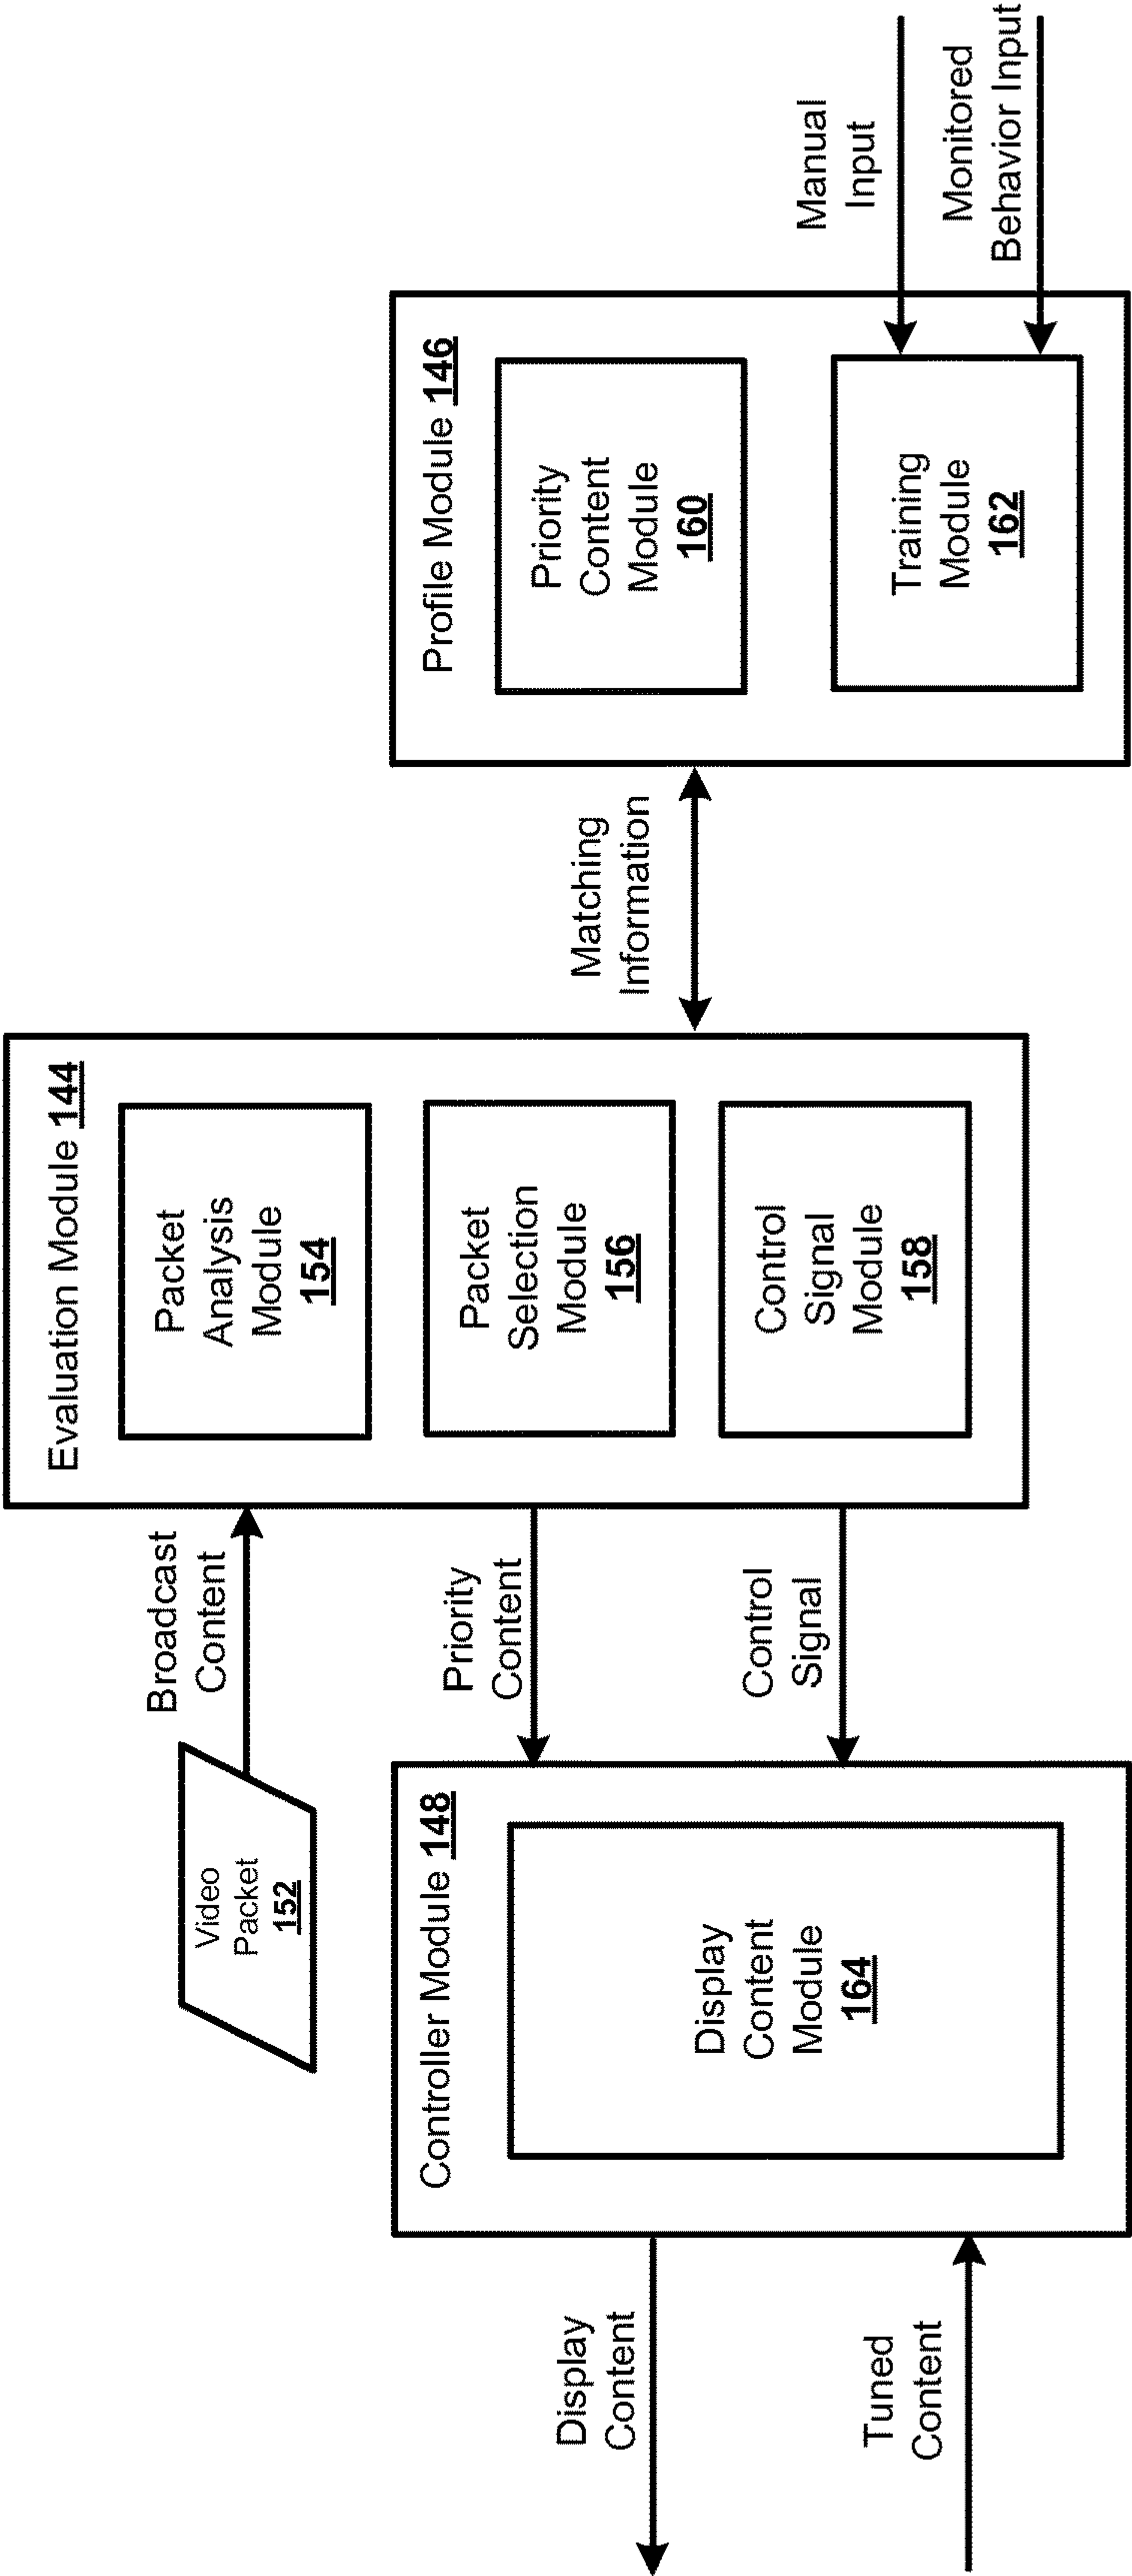 Video
Packet
152
Broadcast
Content
Evaluation Module 144
Packet
Analysis
Module
154
Packet
Selection
Module
156
Control
Signal
Module
158
Display
Content
Tuned
Content
Controller Module 148
Display
Content
Module
164
Priority
Content
Control
Signal
Matching
Information
Profile Module 146
Priority
Content
Module
160
Training
Module
162
Manual
Input
Monitored
Behavior Input